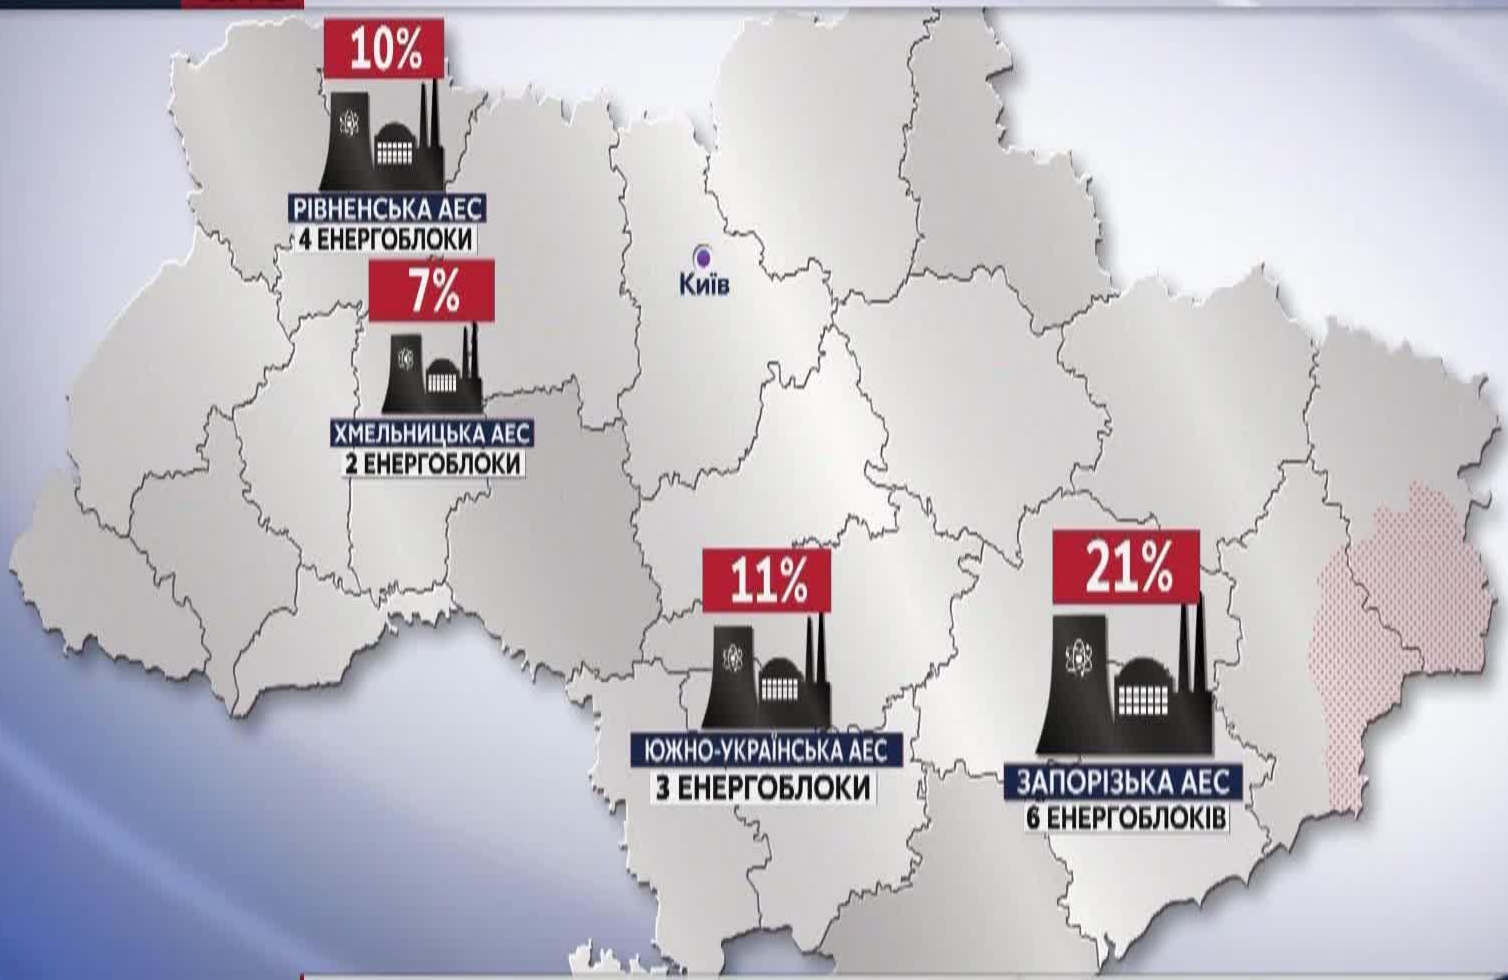 10%
РІВНЕНСЬКА АЕС
4 ЕНЕРГОБЛОКИ
7%
ХМЕЛЬНИЦЬКА АЕС
2 ЕНЕРГОБЛОКИ
Київ
11%
ЮЖНО-УКРАЇНСЬКА АЕС
3 ЕНЕРГОБЛОКИ
21%
ЗАПОРІЗЬКА АЕС
6 ЕНЕРГОБЛОКІВ